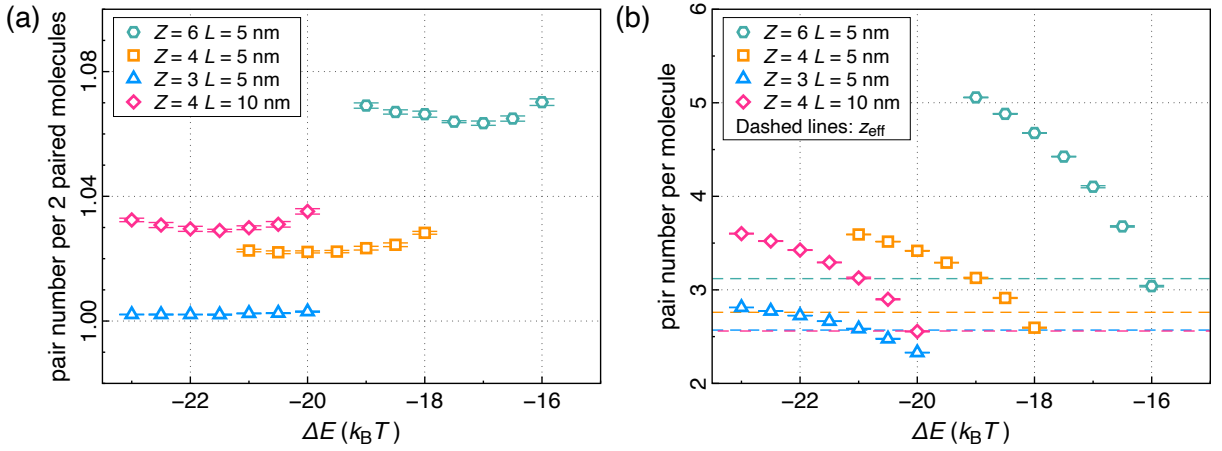 (a)
pair number per 2 paired molecules
1.08
1.04
1.00
Z = 6 L = 5 nm
Z = 4 L = 5 nm
Z = 3 L = 5 nm
Z = 4 L = 10 nm
−22 −20 −18 −16
ΔE (k_BT)
(b)
pair number per molecule
6
5
4
3
2
Z = 6 L = 5 nm
Z = 4 L = 5 nm
Z = 3 L = 5 nm
Z = 4 L = 10 nm
Dashed lines: z_eff
−22 −20 −18 −16
ΔE (k_BT)